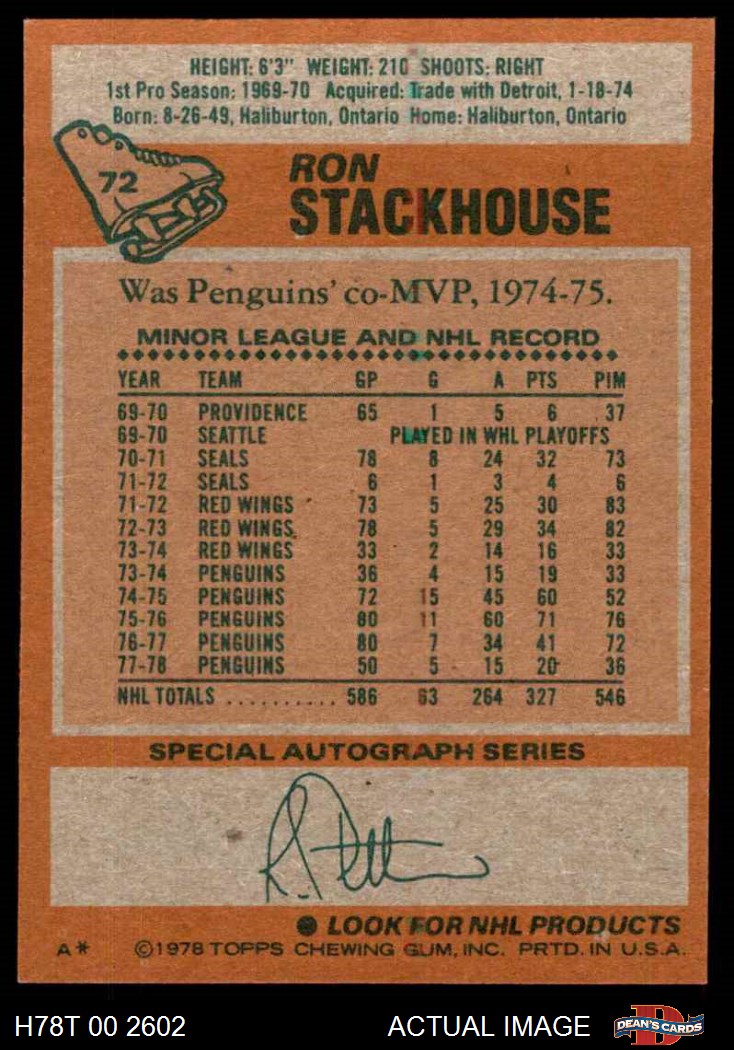 HEIGHT: 6'3" WEIGHT: 210 SHOOTS: RIGHT
1st Pro Season: 1969-70 Acquired: Trade with Detroit, 1-18-74
Born: 8-26-49, Haliburton, Ontario Home: Haliburton, Ontario
72
RON
STACKHOUSE
Was Penguins' co-MVP, 1974-75.
MINOR LEAGUE AND NHL RECORD
YEAR TEAM GP G A PTS PIM
69-70 PROVIDENCE 65 1 5 6 37
69-70 SEATTLE PLAYED IN WHL PLAYOFFS
70-71 SEALS 78 8 24 32 73
71-72 SEALS 6 1 3 4 6
71-72 RED WINGS 73 5 25 30 83
72-73 RED WINGS 78 5 29 34 82
73-74 RED WINGS 33 2 14 16 33
73-74 PENGUINS 36 4 15 19 33
74-75 PENGUINS 72 15 45 60 52
75-76 PENGUINS 80 11 60 71 76
76-77 PENGUINS 80 7 34 41 72
77-78 PENGUINS 50 5 15 20 36
NHL TOTALS .......... 586 63 264 327 546
SPECIAL AUTOGRAPH SERIES
● LOOK FOR NHL PRODUCTS
A* ©1978 TOPPS CHEWING GUM, INC. PRTD. IN U.S.A.
H78T 00 2602 ACTUAL IMAGE D DEAN'S CARDS